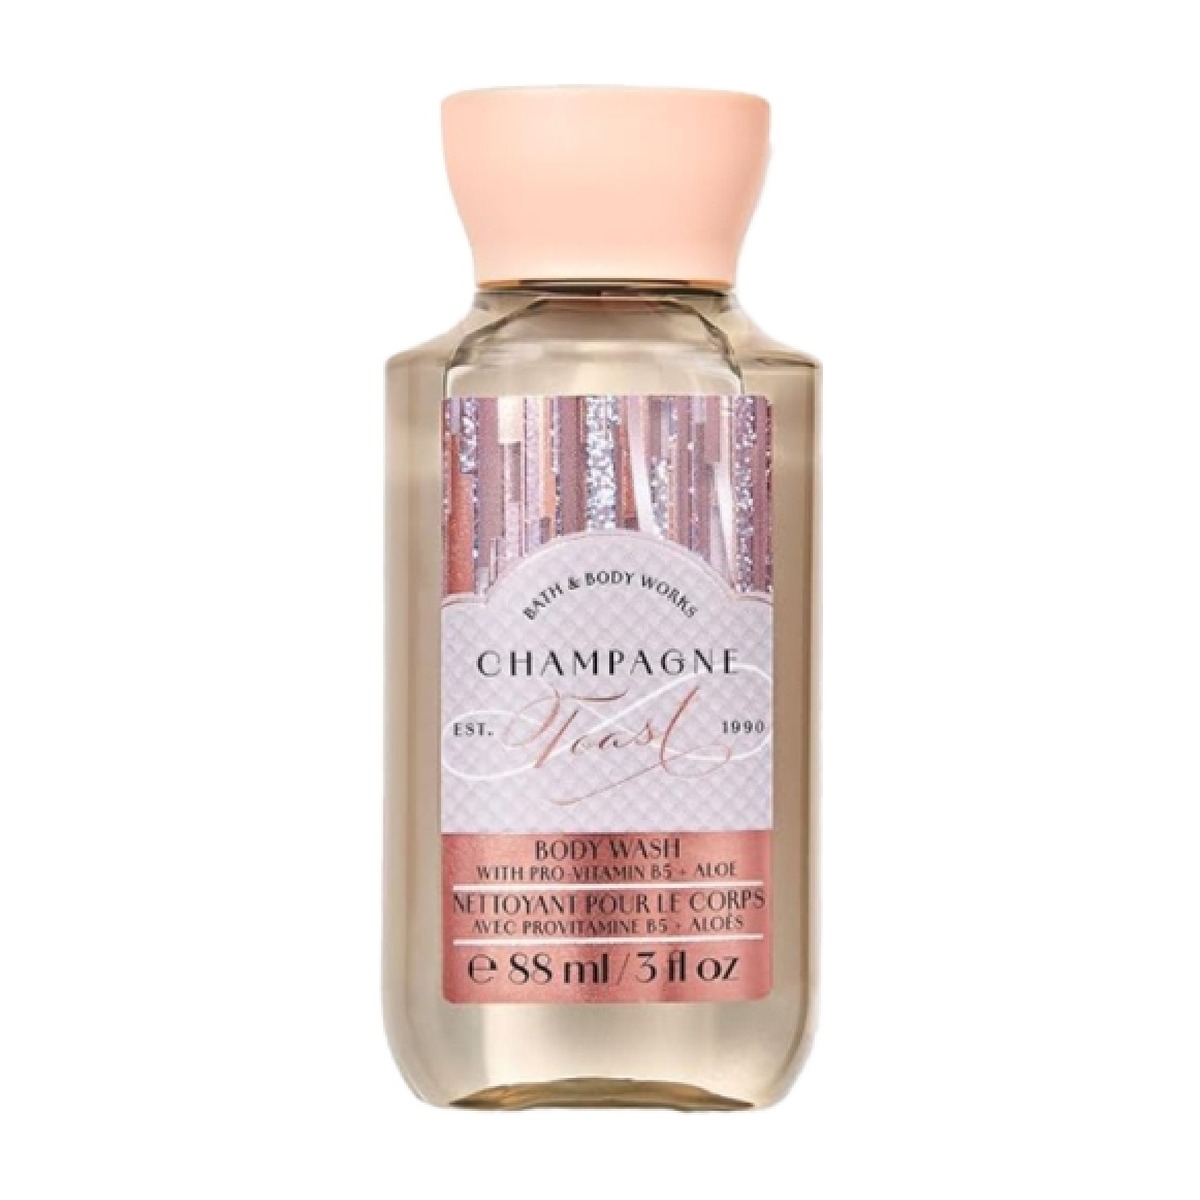 BATH & BODY WORKS
CHAMPAGNE
Toast
EST. 1990
BODY WASH
WITH PRO-VITAMIN B5 + ALOE
NETTOYANT POUR LE CORPS
AVEC PROVITAMINE B5 + ALOÈS
e 88 ml / 3 fl oz